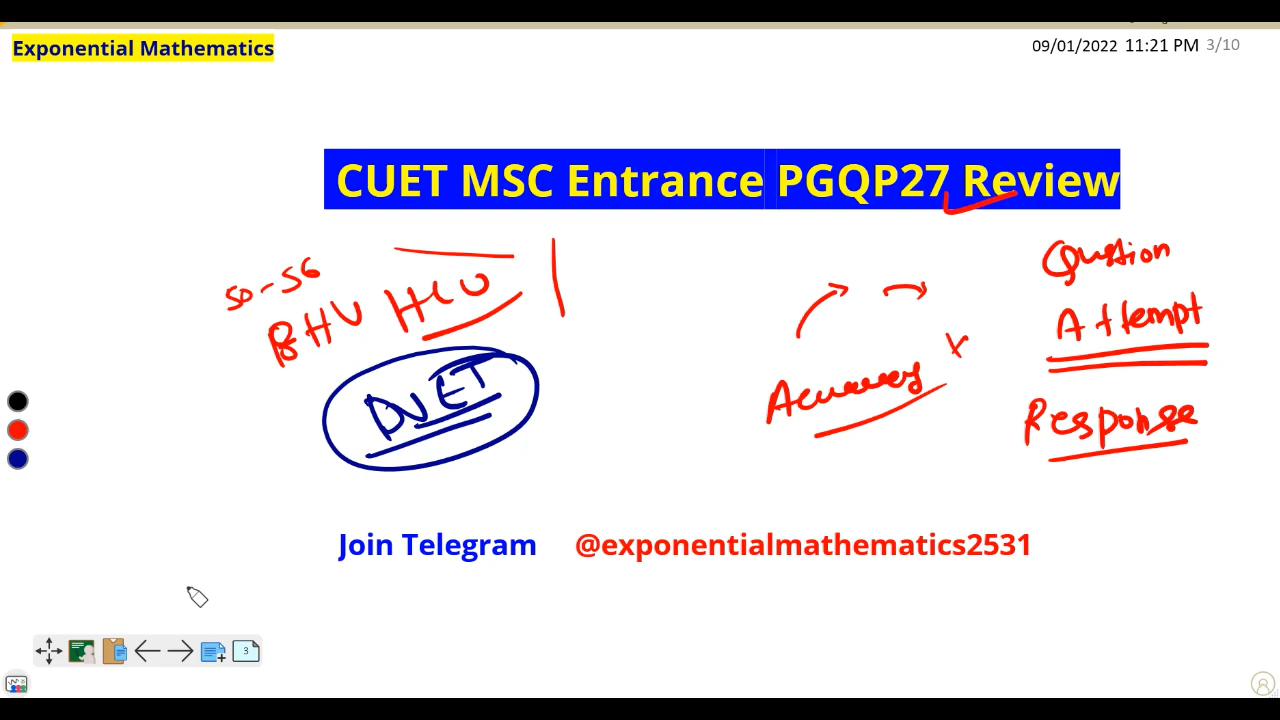 Exponential Mathematics
09/01/2022 11:21 PM 3/10
CUET MSC Entrance PGQP27 Review
Question
50-56
BHU HCU
Attempt
Accuracy x
DUET
Response
Join Telegram @exponentialmathematics2531
3